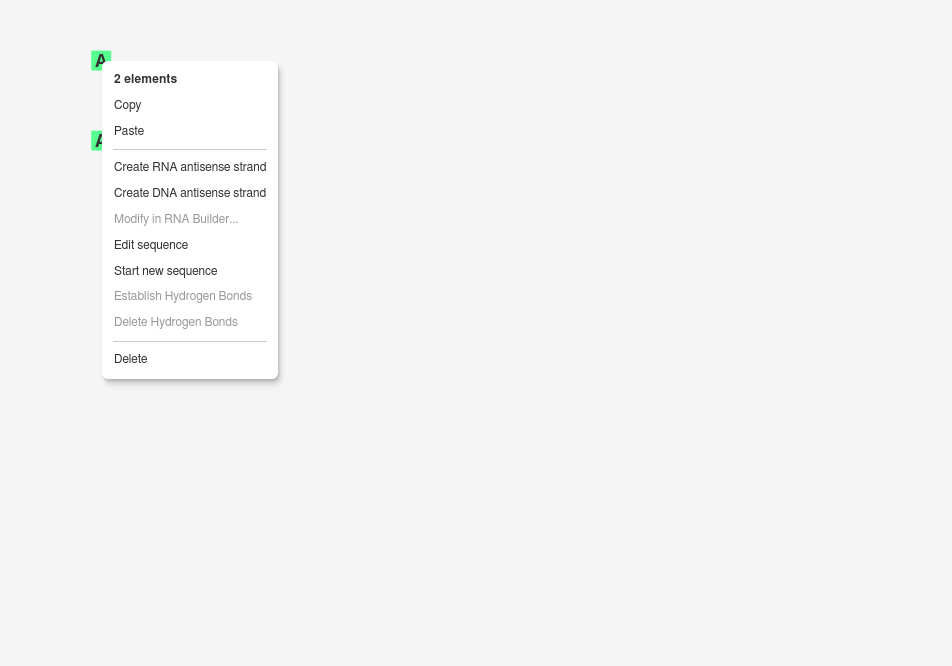 A
2 elements
Copy
Paste
A
Create RNA antisense strand
Create DNA antisense strand
Modify in RNA Builder...
Edit sequence
Start new sequence
Establish Hydrogen Bonds
Delete Hydrogen Bonds
Delete